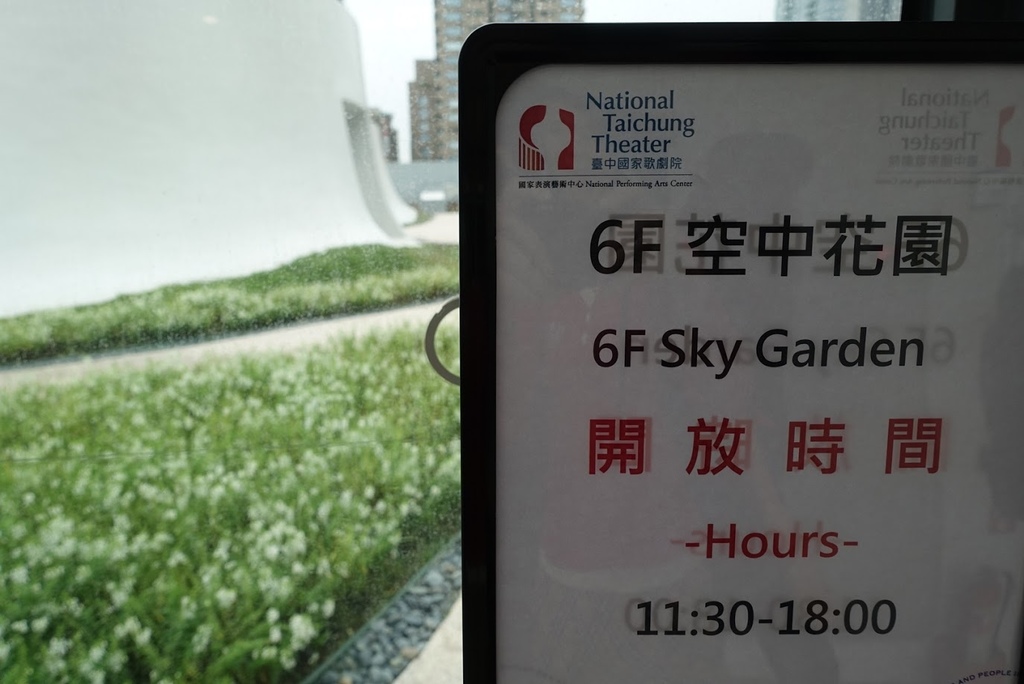 National
Taichung
Theater
臺中國家歌劇院
國家表演藝術中心 National Performing Arts Center
6F 空中花園
6F Sky Garden
開放時間
-Hours-
11:30-18:00
AND PEOPLE